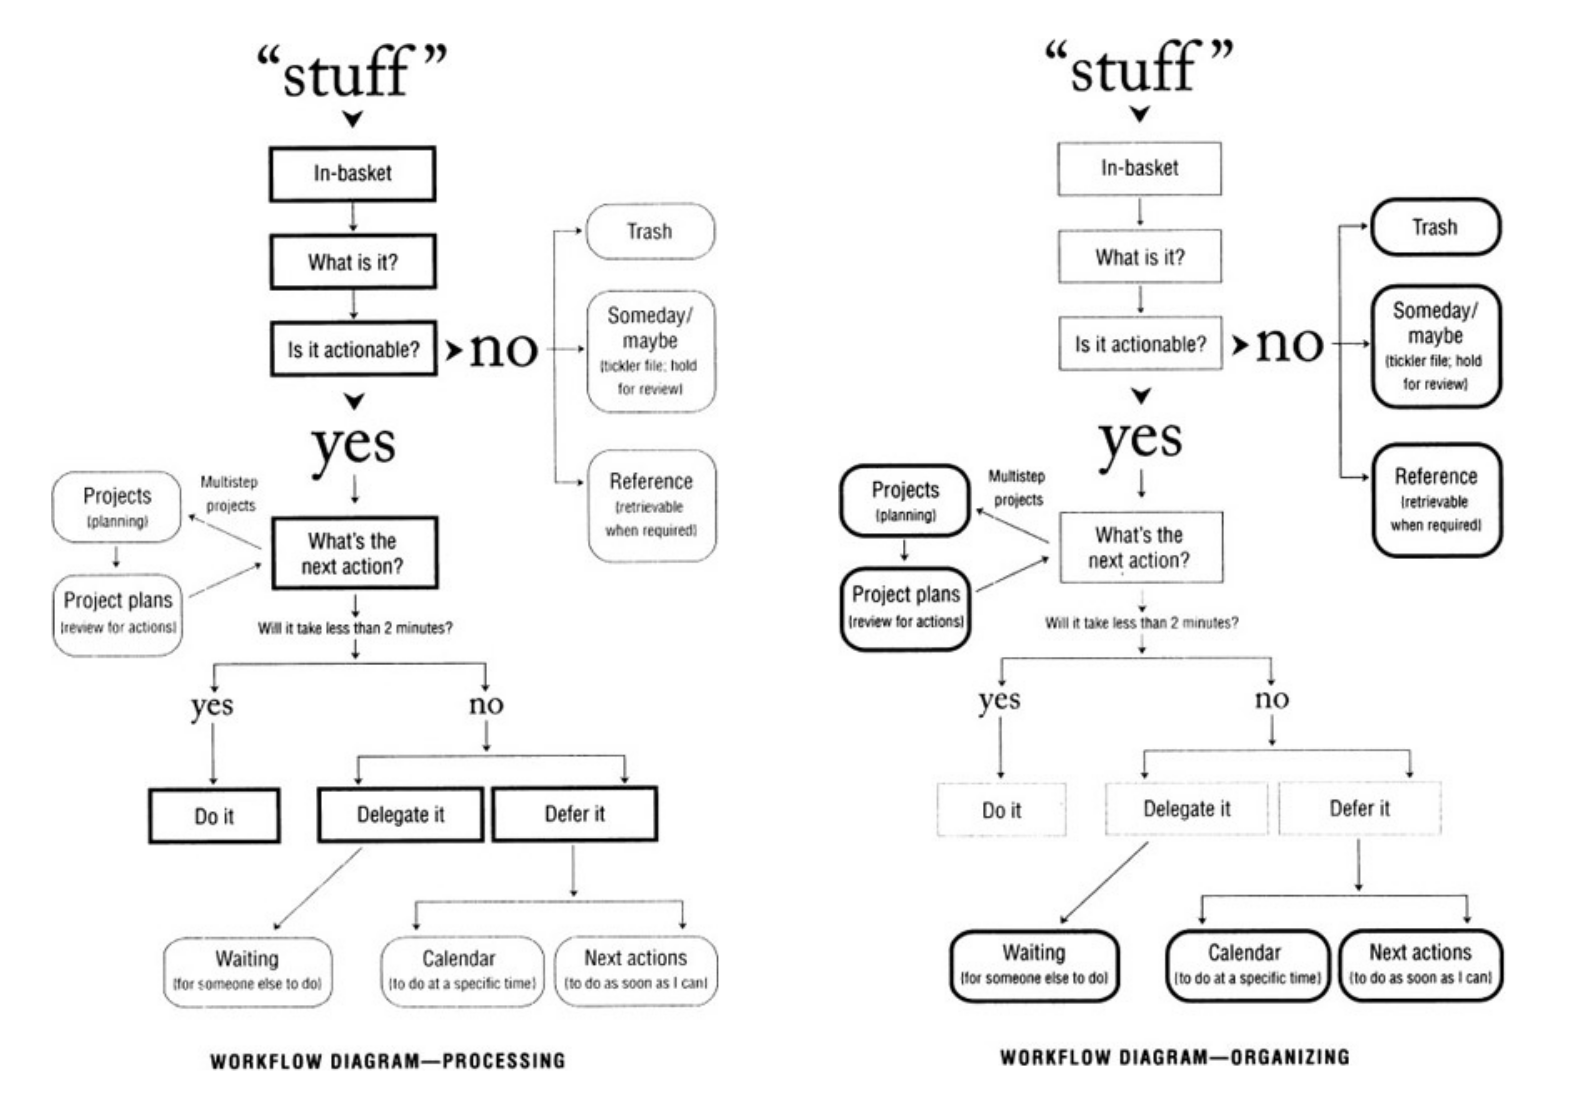 “stuff”
In-basket
What is it?
Is it actionable?
no
Trash
Someday/
maybe
(tickler file; hold
for review)
Reference
(retrievable
when required)
yes
Multistep
projects
Projects
(planning)
Project plans
(review for actions)
What's the
next action?
Will it take less than 2 minutes?
yes
no
Do it
Delegate it
Defer it
Waiting
(for someone else to do)
Calendar
(to do at a specific time)
Next actions
(to do as soon as I can)
WORKFLOW DIAGRAM—PROCESSING
“stuff”
In-basket
What is it?
Is it actionable?
no
Trash
Someday/
maybe
(tickler file; hold
for review)
Reference
(retrievable
when required)
yes
Multistep
projects
Projects
(planning)
Project plans
(review for actions)
What's the
next action?
Will it take less than 2 minutes?
yes
no
Do it
Delegate it
Defer it
Waiting
(for someone else to do)
Calendar
(to do at a specific time)
Next actions
(to do as soon as I can)
WORKFLOW DIAGRAM—ORGANIZING